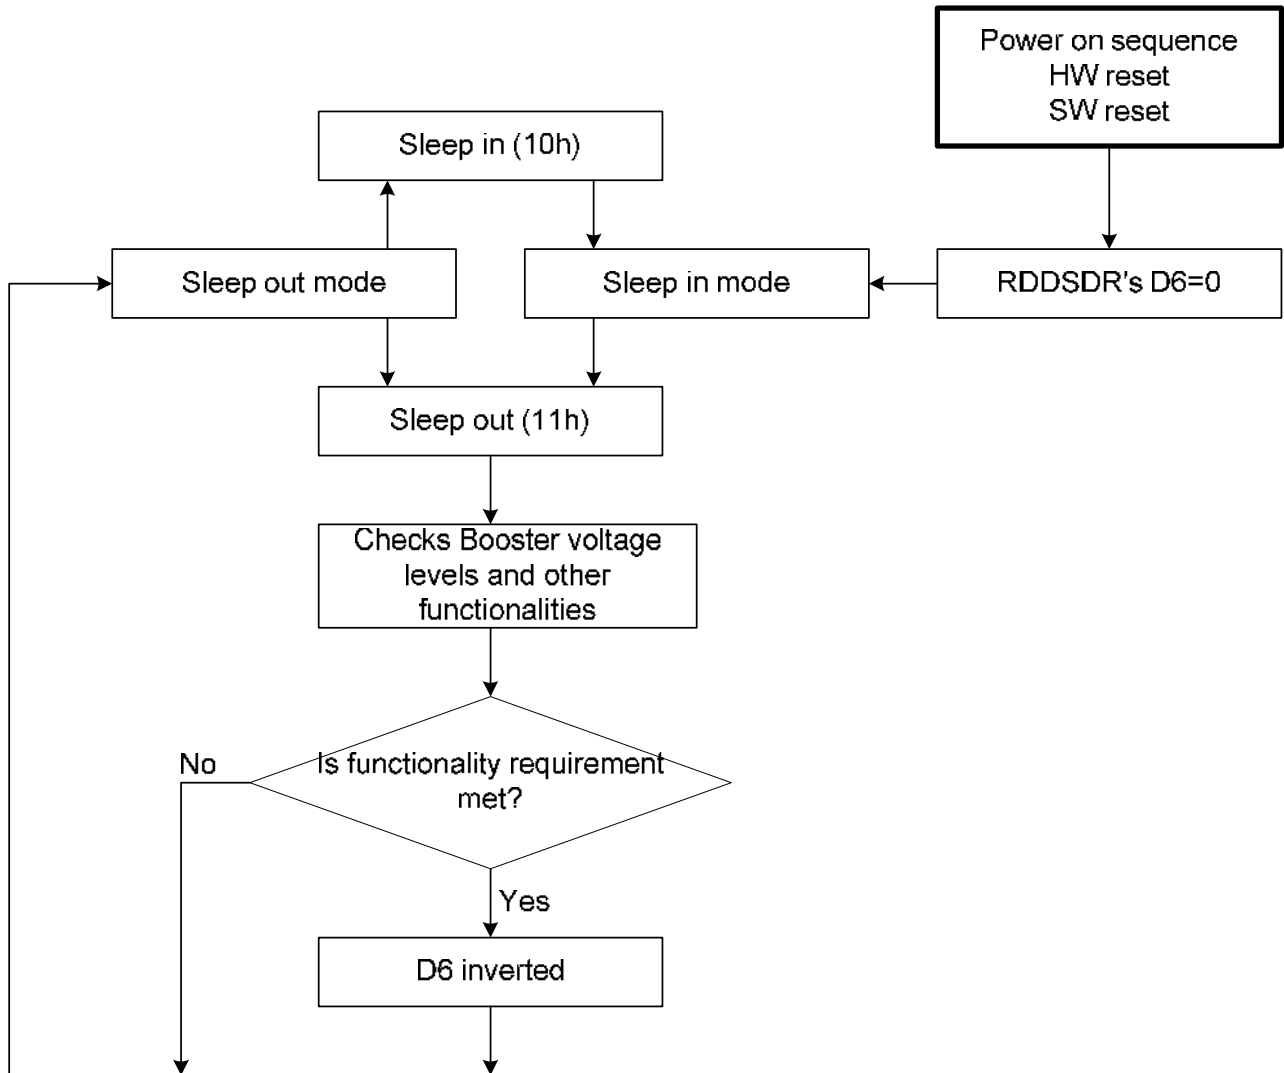 Power on sequence
HW reset
SW reset
Sleep in (10h)
Sleep out mode
Sleep in mode
RDDSDR's D6=0
Sleep out (11h)
Checks Booster voltage
levels and other
functionalities
No
Is functionality requirement
met?
Yes
D6 inverted